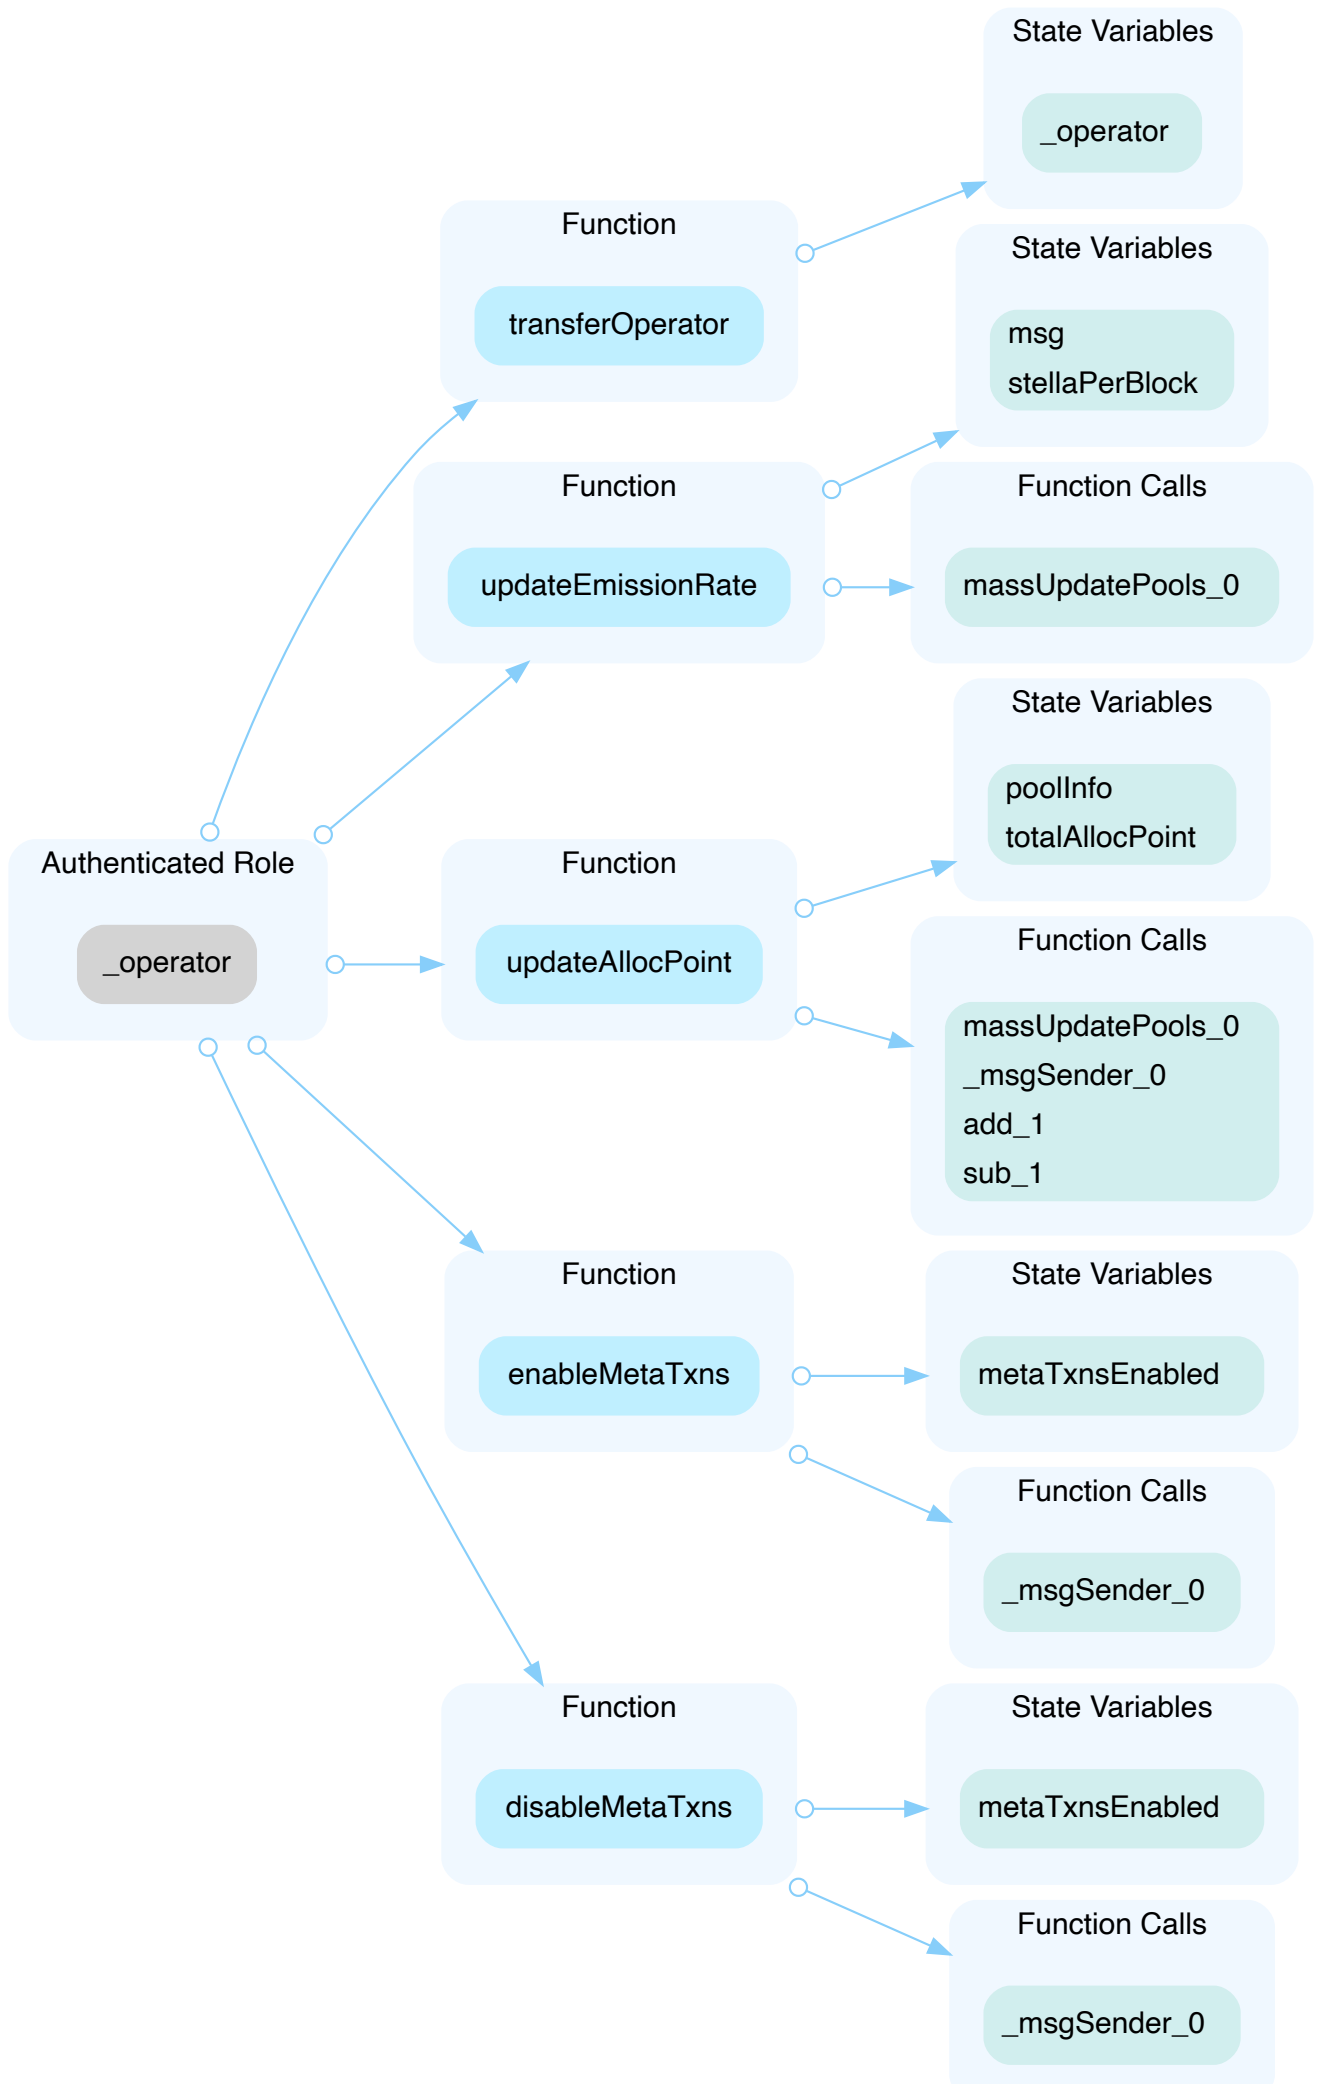 State Variables
_operator
Function
transferOperator
State Variables
msg
stellaPerBlock
Function
updateEmissionRate
Function Calls
massUpdatePools_0
State Variables
poolInfo
totalAllocPoint
Authenticated Role
_operator
Function
updateAllocPoint
Function Calls
massUpdatePools_0
_msgSender_0
add_1
sub_1
Function
enableMetaTxns
State Variables
metaTxnsEnabled
Function Calls
_msgSender_0
Function
disableMetaTxns
State Variables
metaTxnsEnabled
Function Calls
_msgSender_0